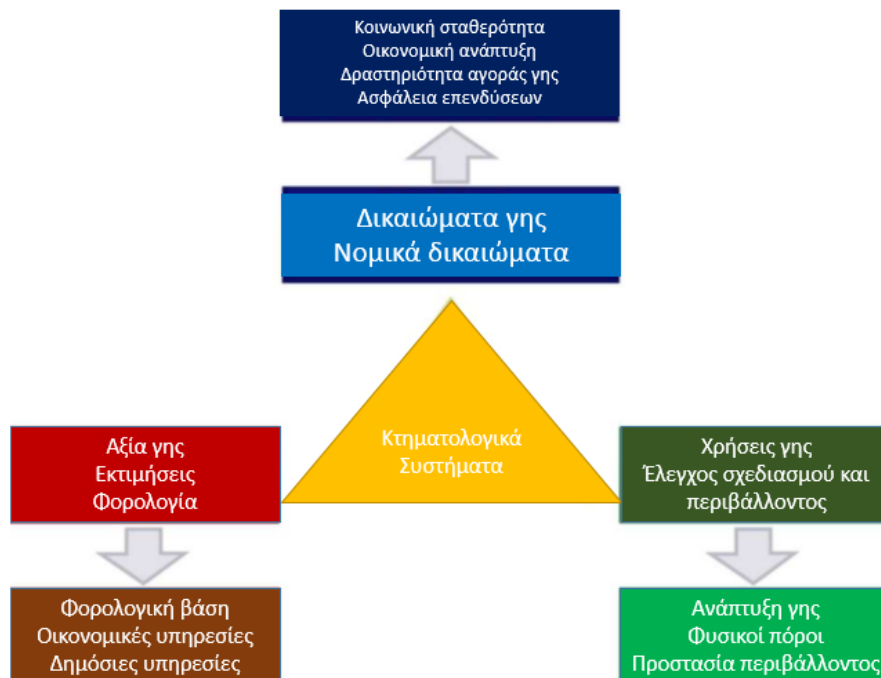 Κοινωνική σταθερότητα
Οικονομική ανάπτυξη
Δραστηριότητα αγοράς γης
Ασφάλεια επενδύσεων
Δικαιώματα γης
Νομικά δικαιώματα
Κτηματολογικά
Συστήματα
Αξία γης
Εκτιμήσεις
Φορολογία
Χρήσεις γης
Έλεγχος σχεδιασμού και
περιβάλλοντος
Φορολογική βάση
Οικονομικές υπηρεσίες
Δημόσιες υπηρεσίες
Ανάπτυξη γης
Φυσικοί πόροι
Προστασία περιβάλλοντος